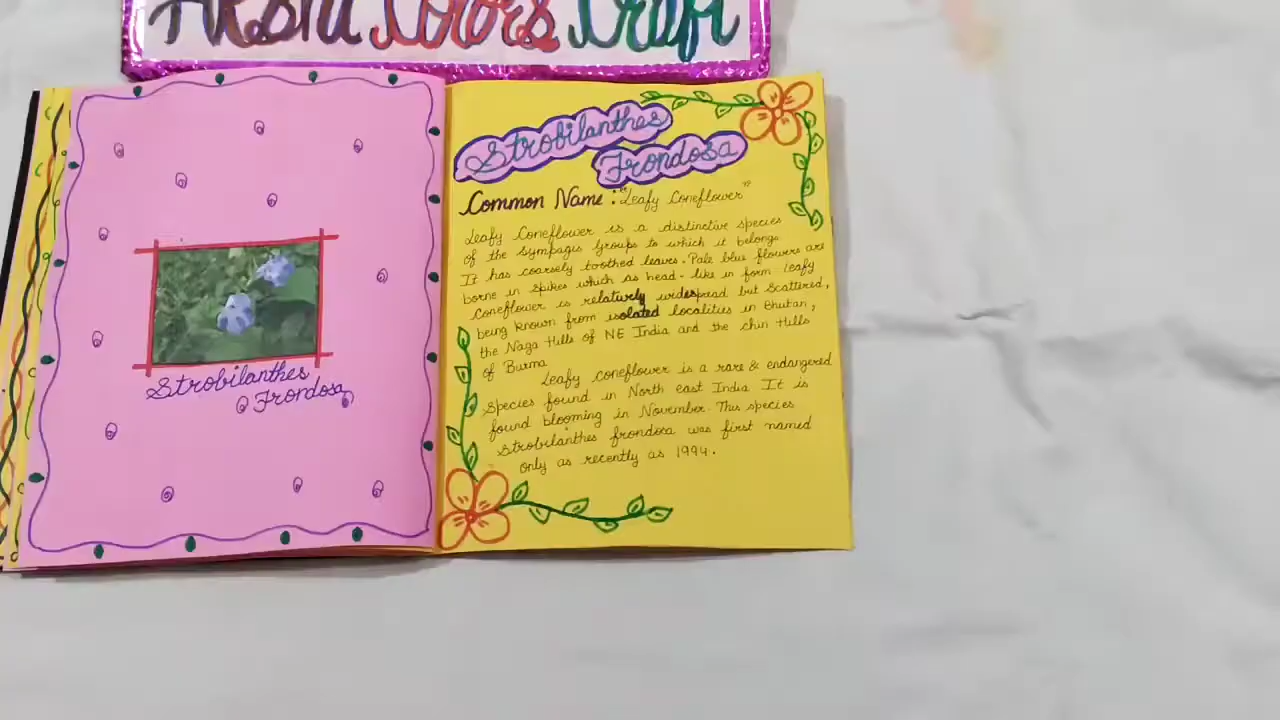 Colors Craft
Strobilanthes
Frondosa
Strobilanthes
Frondosa
Common Name : "Leafy Coneflower"
Leafy Coneflower is a distinctive species
of the Sympagis Groups to which it belongs
It has coarsely toothed leaves. Pale blue flowers are
borne in spikes which as head-like in form Leafy
Coneflower is relatively widespread but Scattered,
being known from isolated localities in Bhutan,
the Naga Hills of NE India and the chin Hills
of Burma
Leafy coneflower is a rare & endangered
Species found in North east India It is
found blooming in November. This species
Strobilanthes frondosa was first named
only as recently as 1994.